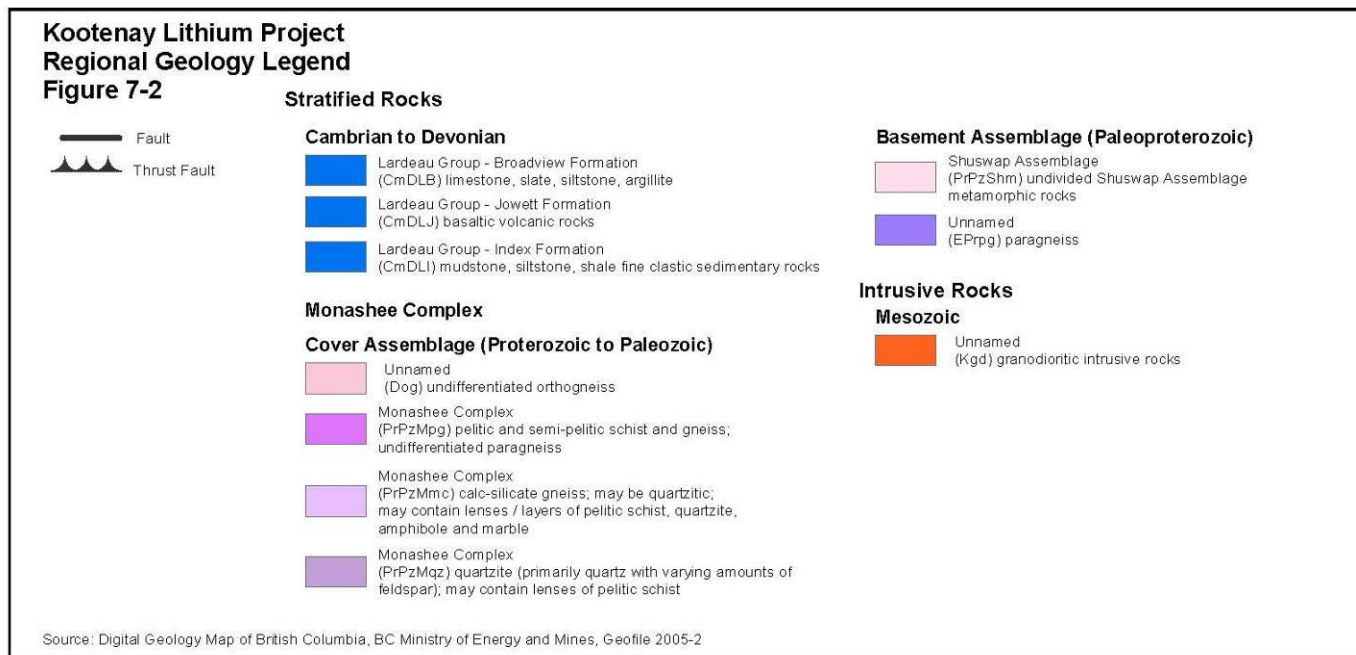 Kootenay Lithium Project
Regional Geology Legend
Figure 7-2
Fault
Thrust Fault
Stratified Rocks
Cambrian to Devonian
Lardeau Group - Broadview Formation
(CmDLB) limestone, slate, siltstone, argillite
Lardeau Group - Jowett Formation
(CmDLJ) basaltic volcanic rocks
Lardeau Group - Index Formation
(CmDLI) mudstone, siltstone, shale fine clastic sedimentary rocks
Monashee Complex
Cover Assemblage (Proterozoic to Paleozoic)
Unnamed
(Dog) undifferentiated orthogneiss
Monashee Complex
(PrPzMpg) pelitic and semi-pelitic schist and gneiss;
undifferentiated paragneiss
Monashee Complex
(PrPzMmc) calc-silicate gneiss; may be quartzitic;
may contain lenses / layers of pelitic schist, quartzite,
amphibole and marble
Monashee Complex
(PrPzMqz) quartzite (primarily quartz with varying amounts of
feldspar); may contain lenses of pelitic schist
Basement Assemblage (Paleoproterozoic)
Shuswap Assemblage
(PrPzShm) undivided Shuswap Assemblage
metamorphic rocks
Unnamed
(EPrpg) paragneiss
Intrusive Rocks
Mesozoic
Unnamed
(Kgd) granodioritic intrusive rocks
Source: Digital Geology Map of British Columbia, BC Ministry of Energy and Mines, Geofile 2005-2